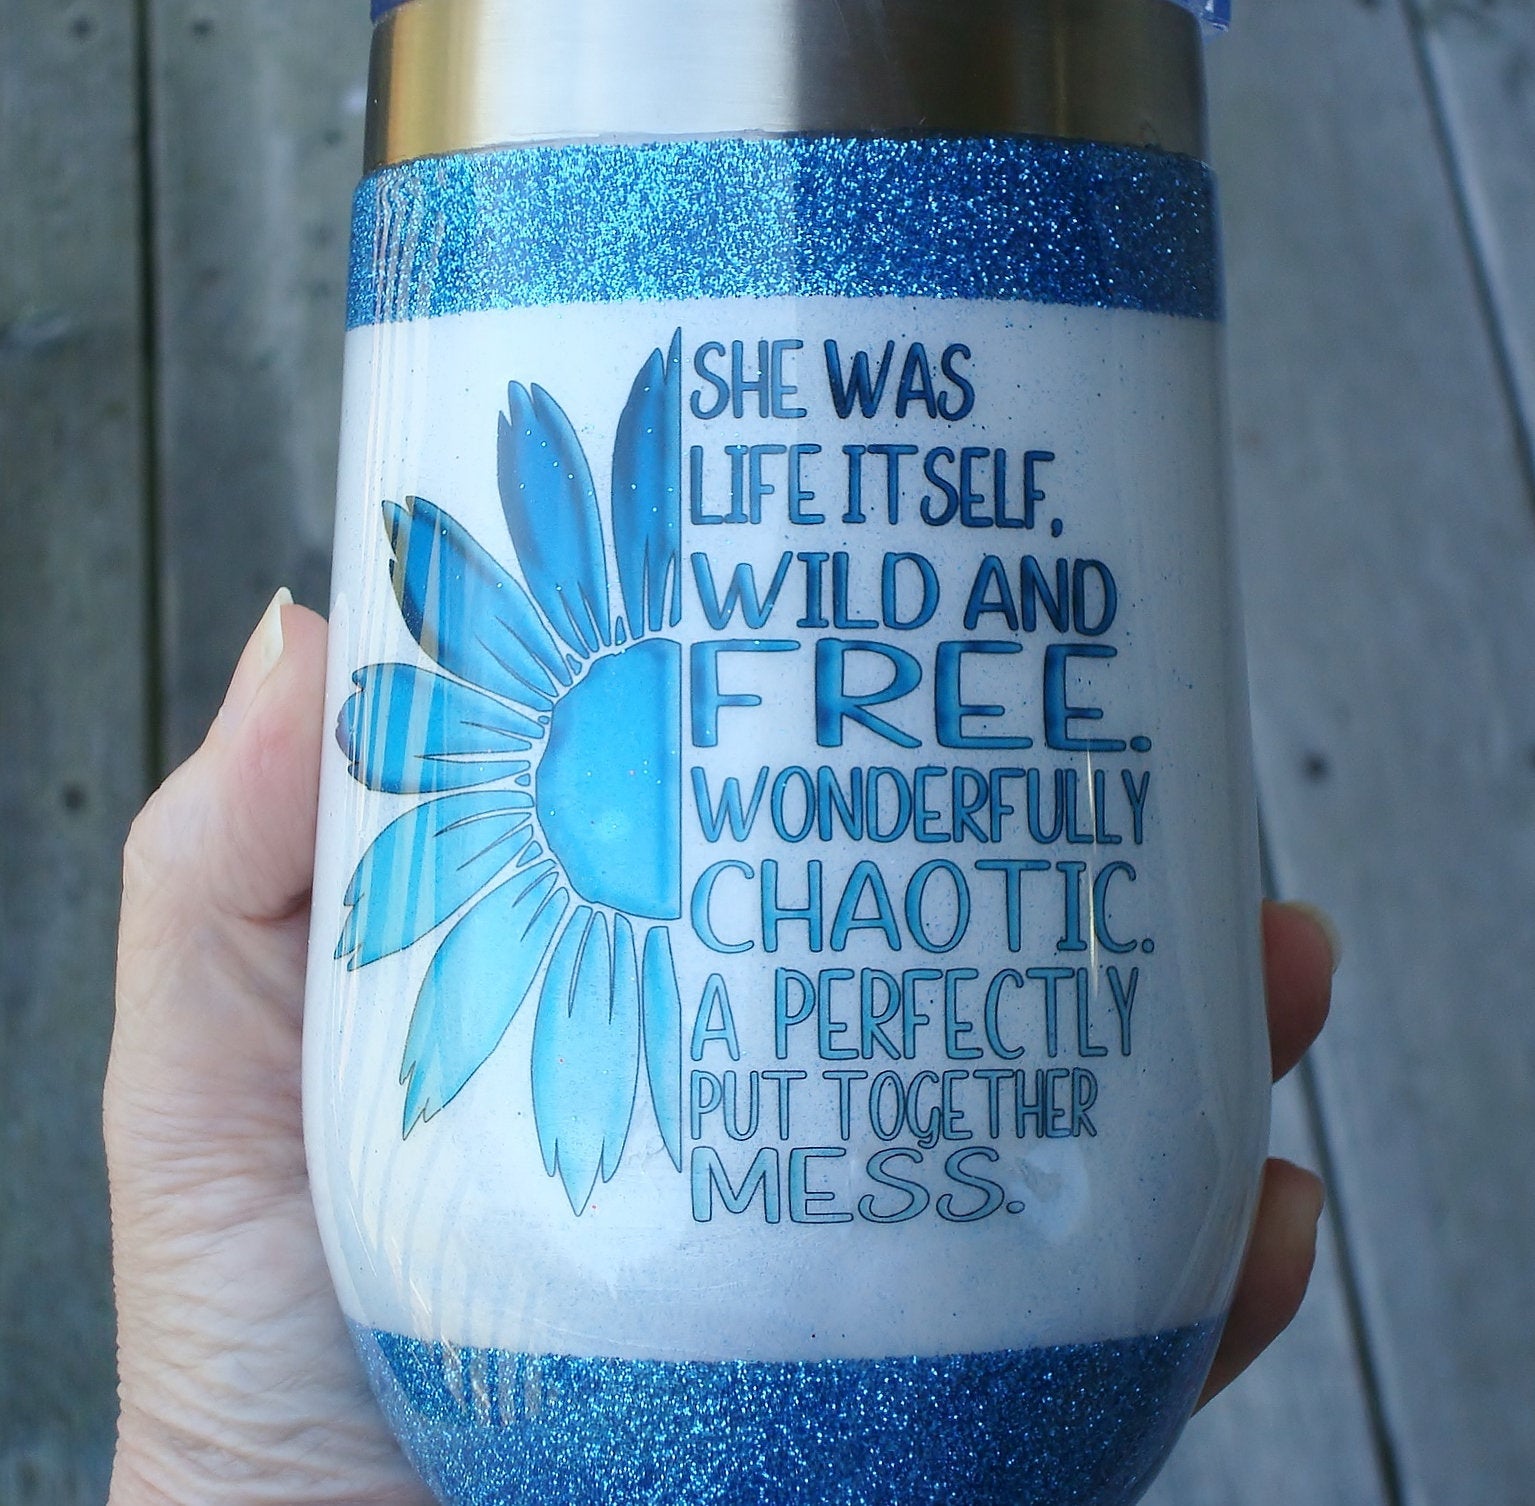 SHE WAS
LIFE ITSELF,
WILD AND
FREE.
WONDERFULLY
CHAOTIC.
A PERFECTLY
PUT TOGETHER
MESS.